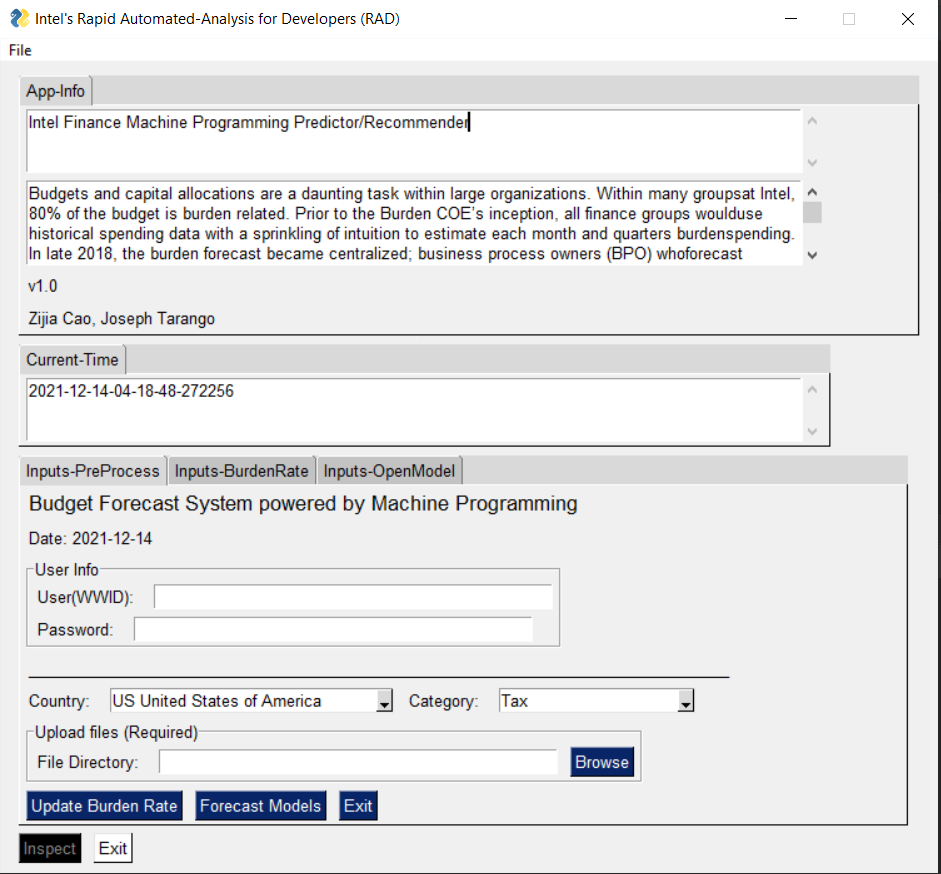 Intel's Rapid Automated-Analysis for Developers (RAD)
File
App-Info
Intel Finance Machine Programming Predictor/Recommender
Budgets and capital allocations are a daunting task within large organizations. Within many groupsat Intel,
80% of the budget is burden related. Prior to the Burden COE's inception, all finance groups woulduse
historical spending data with a sprinkling of intuition to estimate each month and quarters burdenspending.
In late 2018, the burden forecast became centralized; business process owners (BPO) whoforecast
v1.0
Zijia Cao, Joseph Tarango
Current-Time
2021-12-14-04-18-48-272256
Inputs-PreProcess Inputs-BurdenRate Inputs-OpenModel
Budget Forecast System powered by Machine Programming
Date: 2021-12-14
User Info
User(WWID):
Password:
Country: US United States of America Category: Tax
Upload files (Required)
File Directory: Browse
Update Burden Rate Forecast Models Exit
Inspect Exit